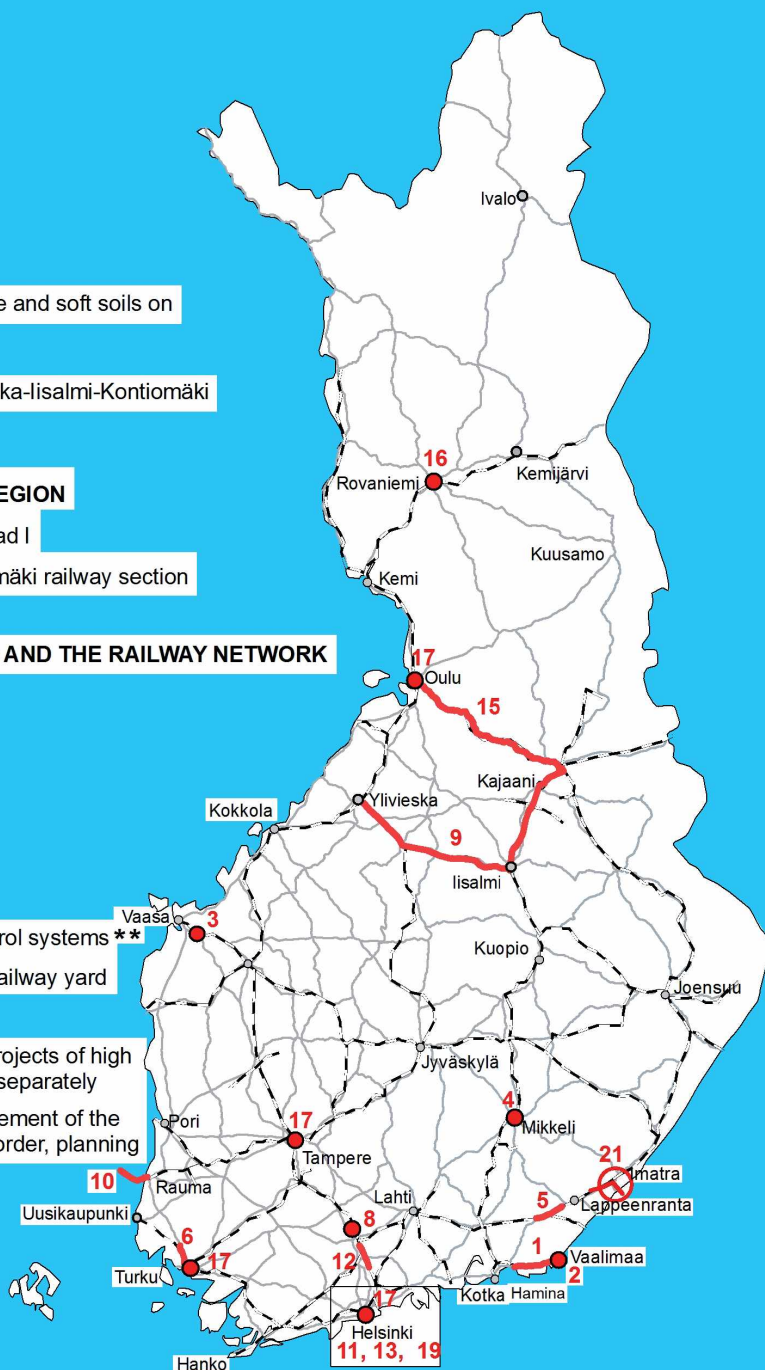 Ivalo
e and soft soils on
ka-Iisalmi-Kontiomäki
16
Rovaniemi
Kemijärvi
EGION
ad I
Kuusamo
mäki railway section
Kemi
AND THE RAILWAY NETWORK
17
Oulu
15
Kajaani
Ylivieska
Kokkola
9
Iisalmi
Vaasa
3
rol systems **
Kuopio
ailway yard
Joensuu
rojects of high
separately
Jyväskylä
ement of the
order, planning
Pori
17
4
Mikkeli
Tampere
21
Imatra
10
Rauma
Lahti
Lappeenranta
5
Uusikaupunki
8
6
12
1
Vaalimaa
17
2
Turku
Kotka
Hamina
17
Helsinki
11, 13, 19
Hanko